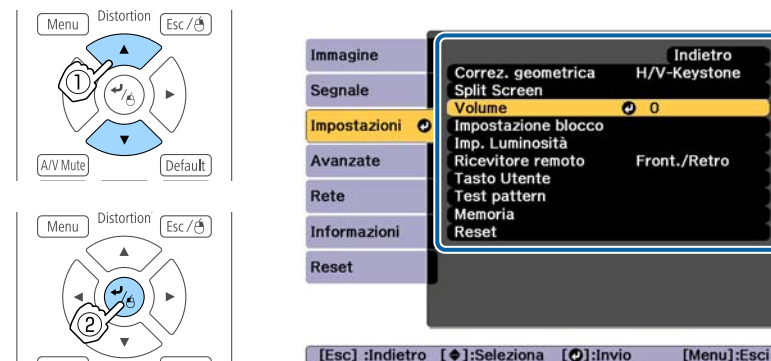 Menu Distortion Esc/
1
A/V Mute Default
Menu Distortion Esc/
2
Immagine
Segnale
Impostazioni
Avanzate
Rete
Informazioni
Reset
Indietro
Correz. geometrica H/V-Keystone
Split Screen
Volume 0
Impostazione blocco
Imp. Luminosità
Ricevitore remoto Front./Retro
Tasto Utente
Test pattern
Memoria
Reset
[Esc] :Indietro [◆]:Seleziona [↵]:Invio [Menu]:Esci